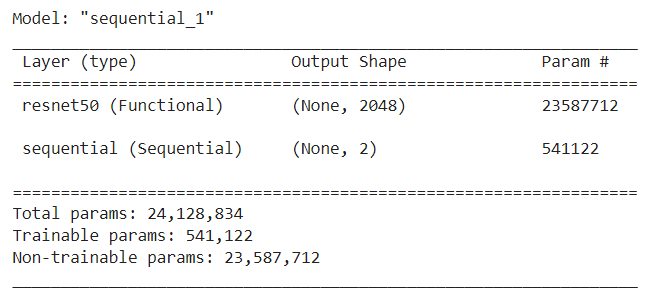 Model: "sequential_1"
_________________________________________________________________
Layer (type) Output Shape Param #
=================================================================
resnet50 (Functional) (None, 2048) 23587712
sequential (Sequential) (None, 2) 541122
=================================================================
Total params: 24,128,834
Trainable params: 541,122
Non-trainable params: 23,587,712
_________________________________________________________________